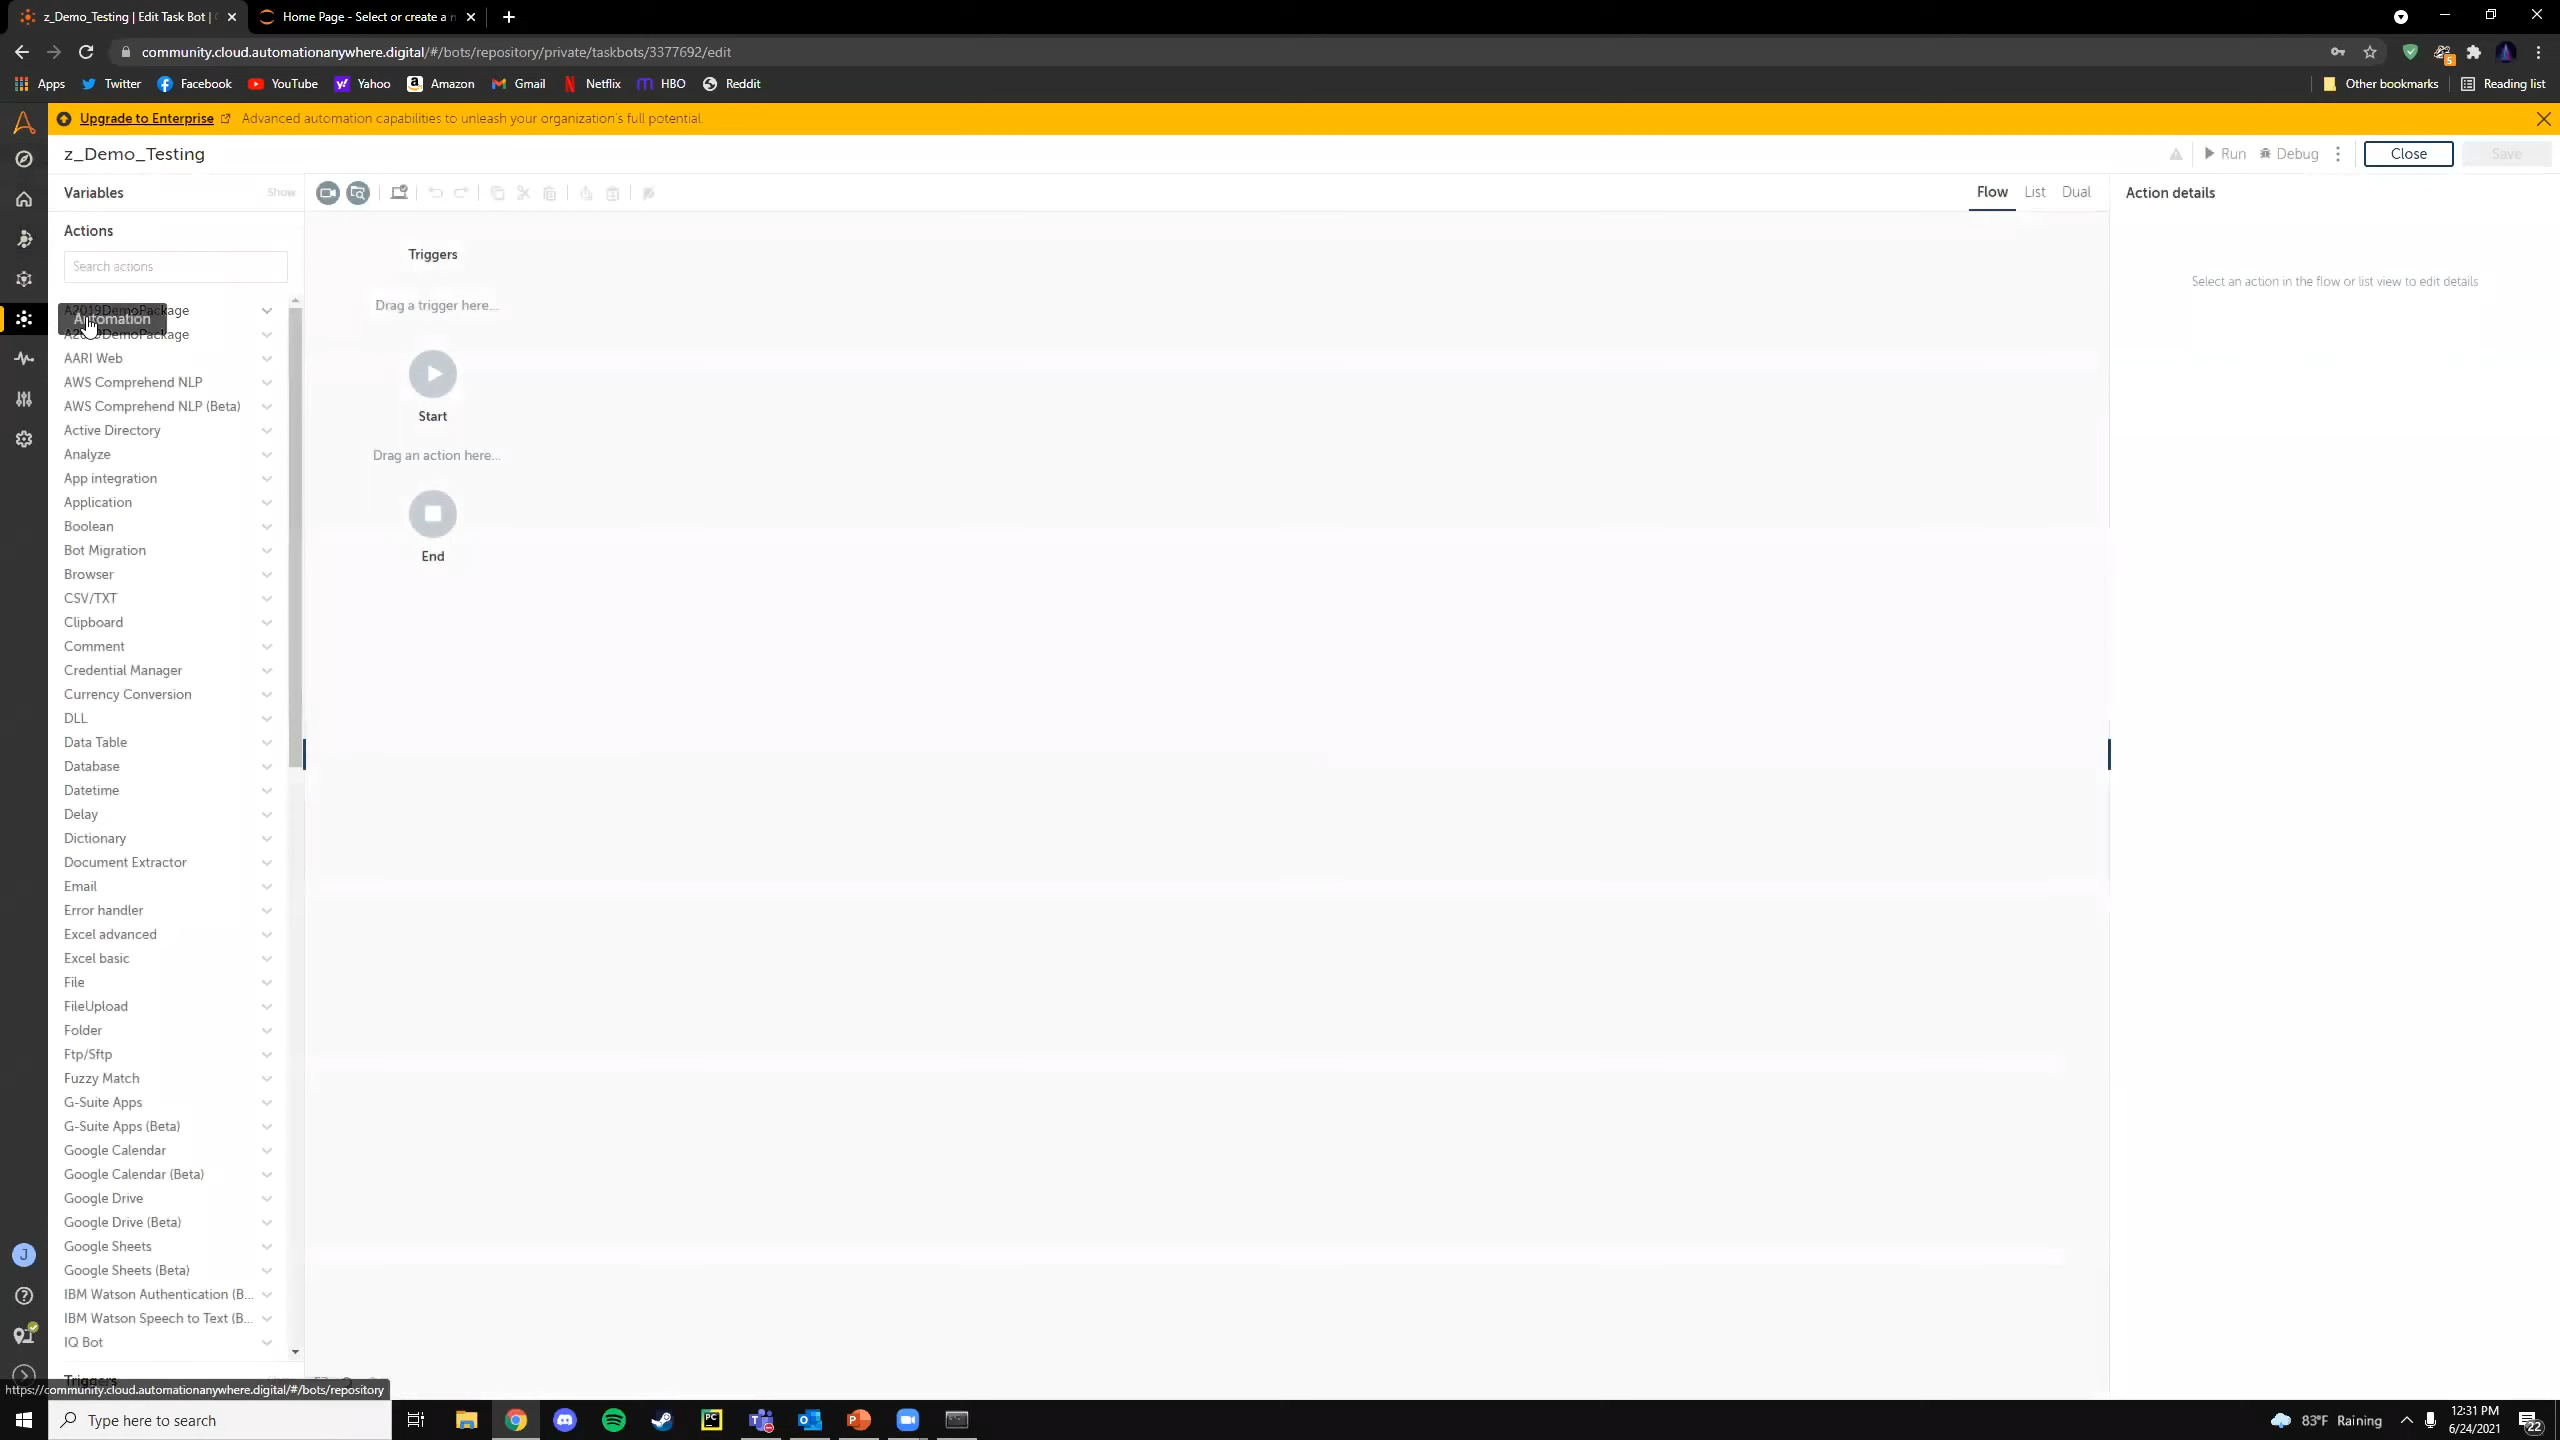 z_Demo_Testing | Edit Task Bot |
Home Page - Select or create a n
community.cloud.automationanywhere.digital/#/bots/repository/private/taskbots/3377692/edit
Apps Twitter Facebook YouTube Yahoo Amazon Gmail Netflix HBO Reddit Other bookmarks Reading list
Upgrade to Enterprise Advanced automation capabilities to unleash your organization's full potential.
z_Demo_Testing
Run Debug Close Save
Variables Show
Flow List Dual
Action details
Actions
Search actions
Select an action in the flow or list view to edit details
Triggers
Drag a trigger here...
Start
Drag an action here...
End
Automation
A2019DemoPackage
A2019DemoPackage
AARI Web
AWS Comprehend NLP
AWS Comprehend NLP (Beta)
Active Directory
Analyze
App integration
Application
Boolean
Bot Migration
Browser
CSV/TXT
Clipboard
Comment
Credential Manager
Currency Conversion
DLL
Data Table
Database
Datetime
Delay
Dictionary
Document Extractor
Email
Error handler
Excel advanced
Excel basic
File
FileUpload
Folder
Ftp/Sftp
Fuzzy Match
G-Suite Apps
G-Suite Apps (Beta)
Google Calendar
Google Calendar (Beta)
Google Drive
Google Drive (Beta)
Google Sheets
Google Sheets (Beta)
IBM Watson Authentication (B...
IBM Watson Speech to Text (B...
IQ Bot
Triggers
J
https://community.cloud.automationanywhere.digital/#/bots/repository
Type here to search
83°F Raining
12:31 PM
6/24/2021
22